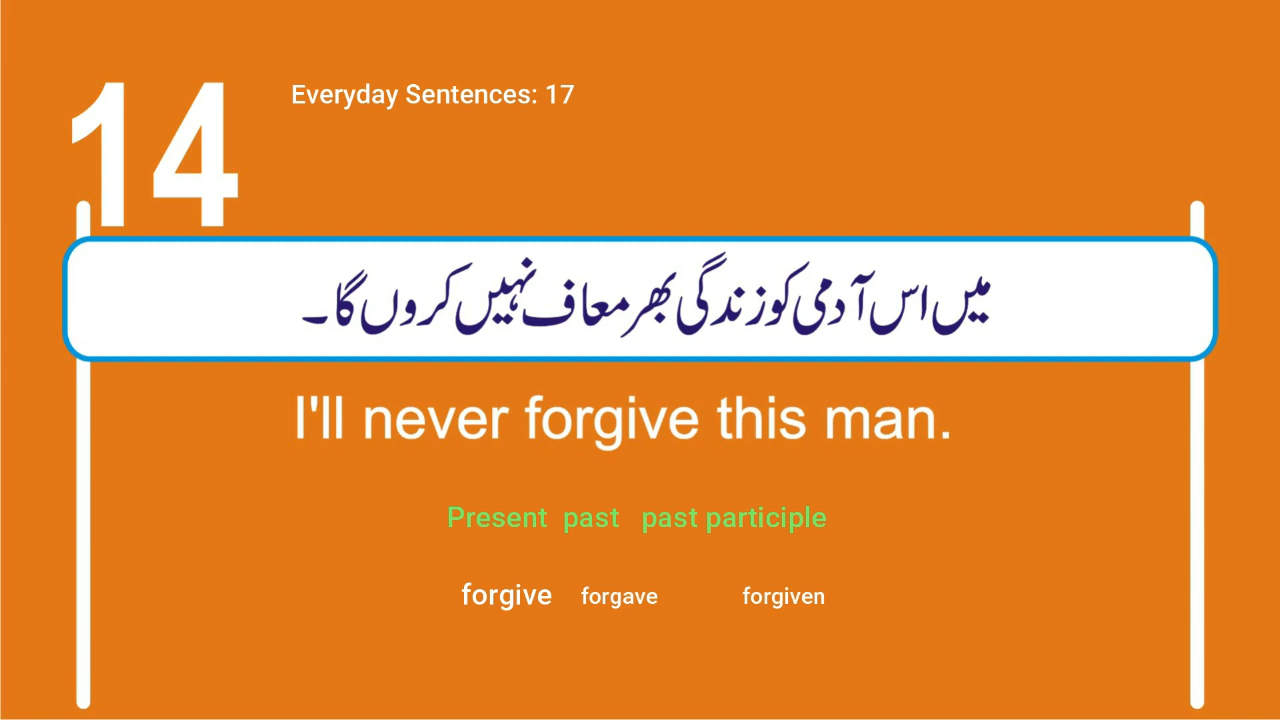 14
Everyday Sentences: 17
میں اس آدمی کو زندگی بھر معاف نہیں کروں گا۔
I'll never forgive this man.
Present past past participle
forgive forgave forgiven